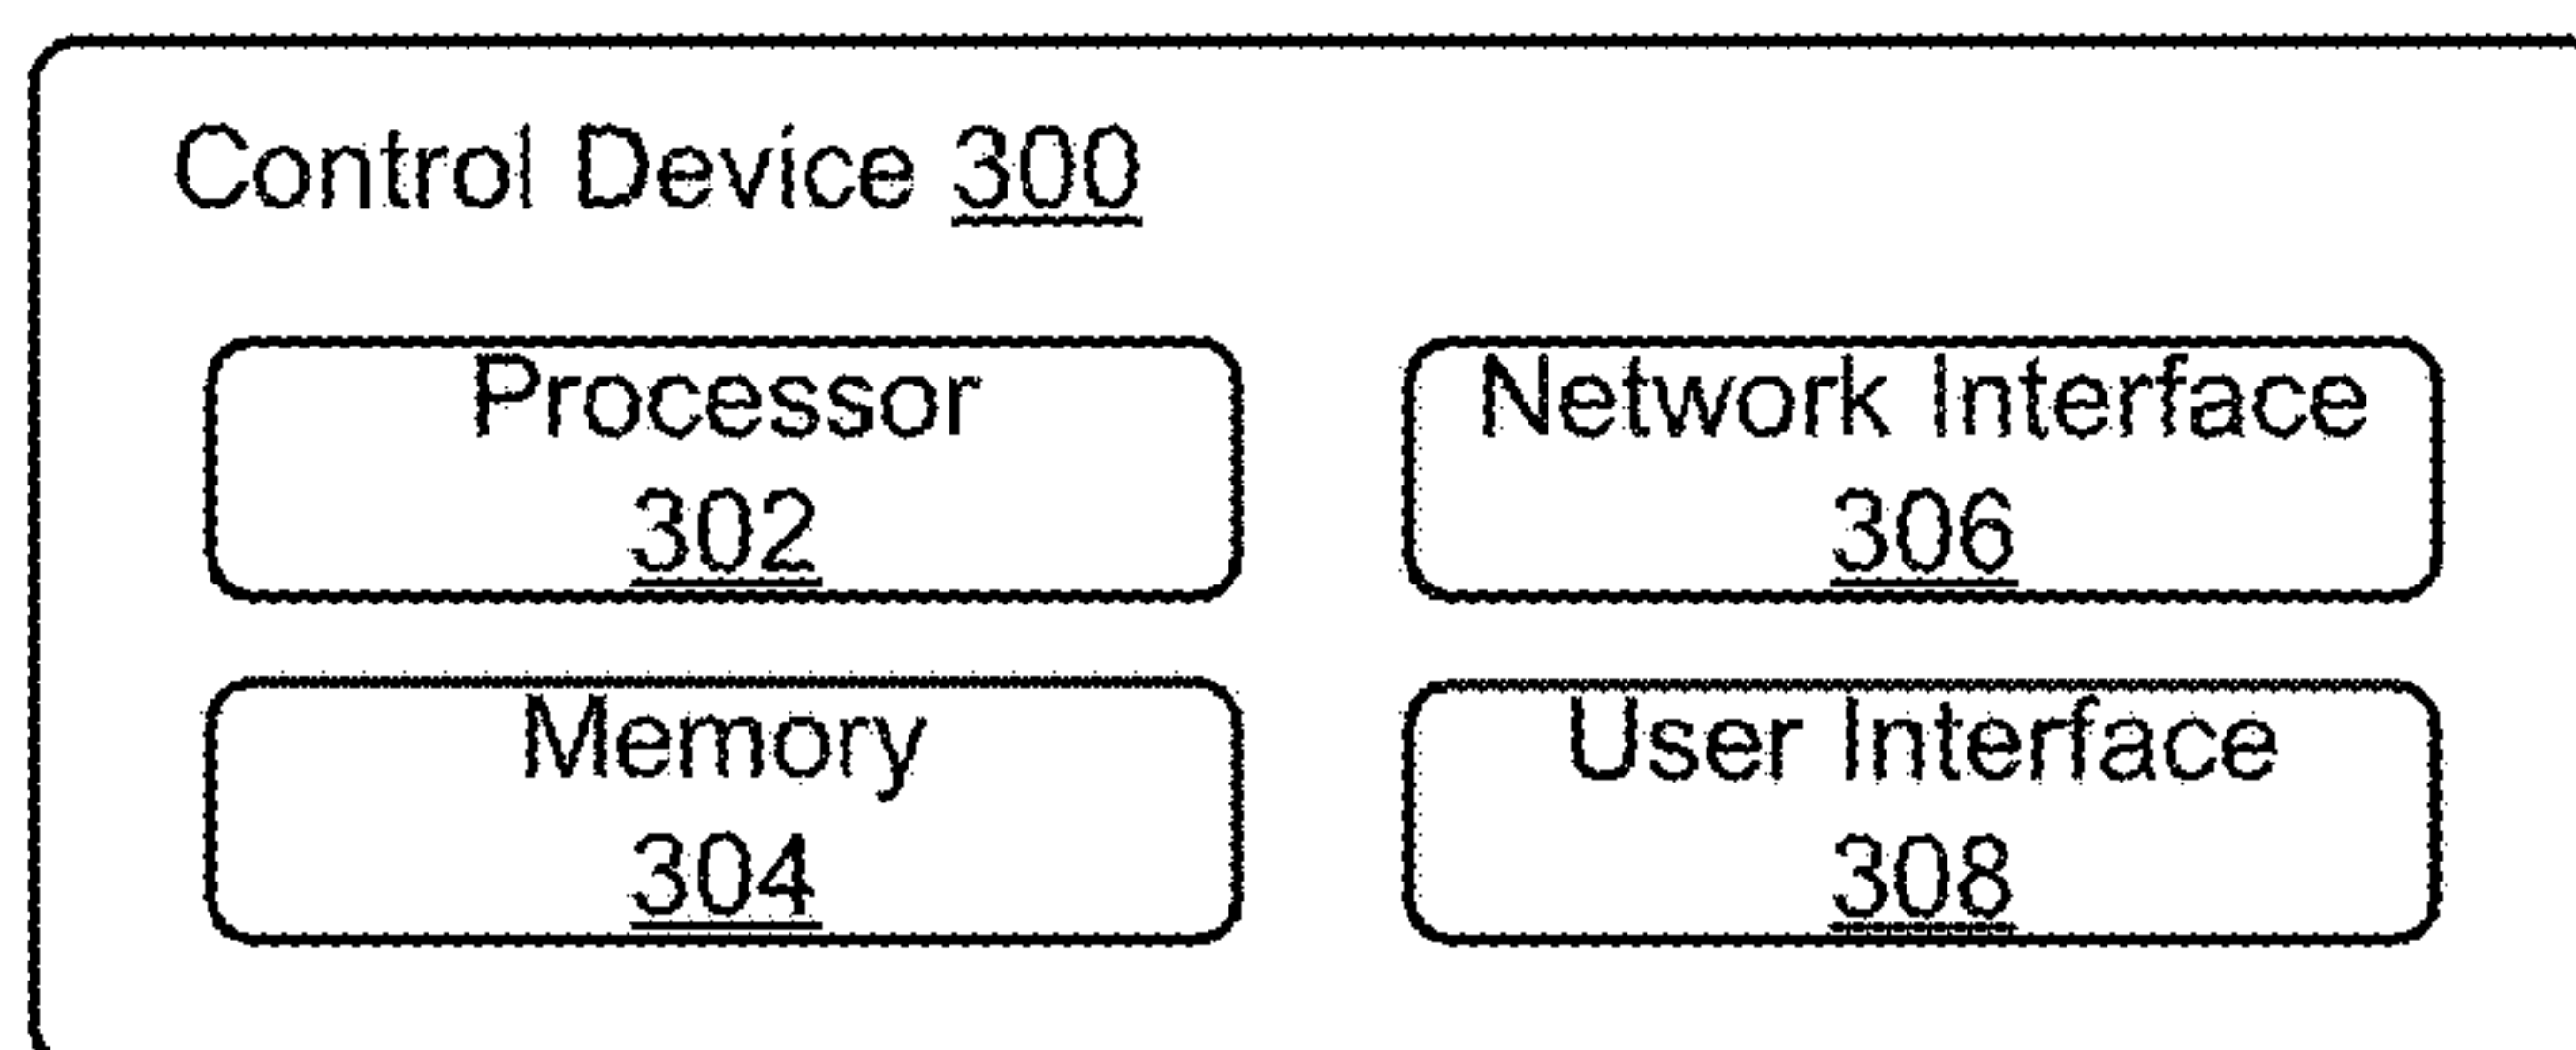 Control Device 300
Processor
302
Network Interface
306
Memory
304
User Interface
308